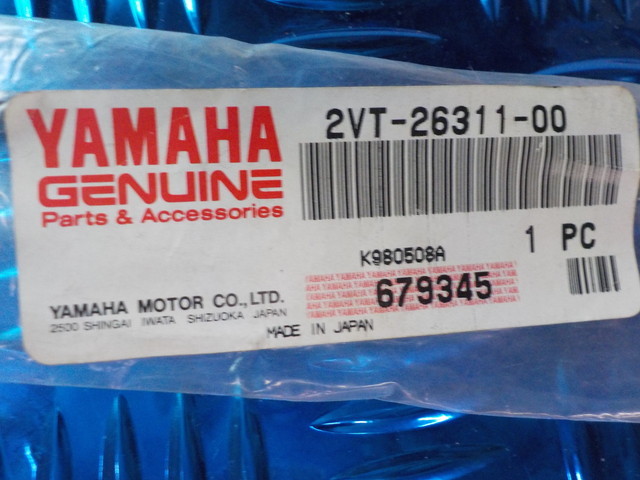 YAMAHA
GENUINE
Parts & Accessories
2VT-26311-00
1 PC
K980508A
679345
YAMAHA MOTOR CO.,LTD.
2500 SHINGAI IWATA SHIZUOKA JAPAN
MADE IN JAPAN